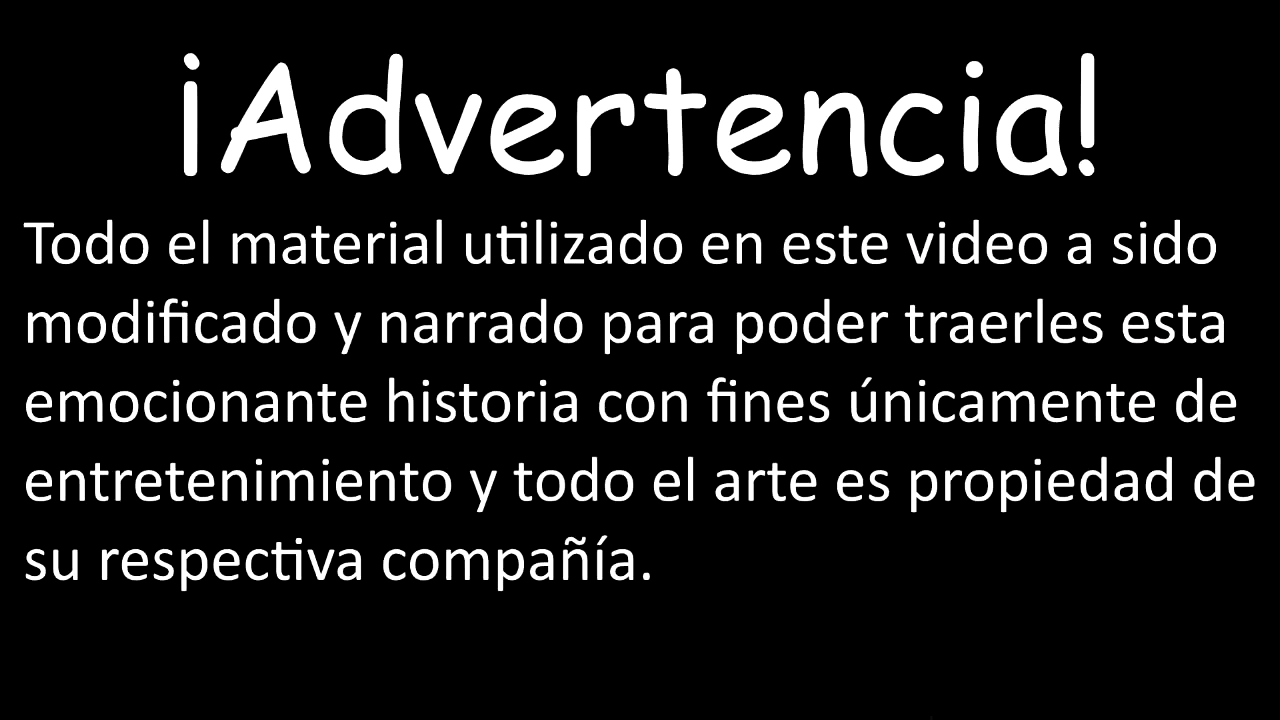 ¡Advertencia!
Todo el material utilizado en este video a sido
modificado y narrado para poder traerles esta
emocionante historia con fines únicamente de
entretenimiento y todo el arte es propiedad de
su respectiva compañía.